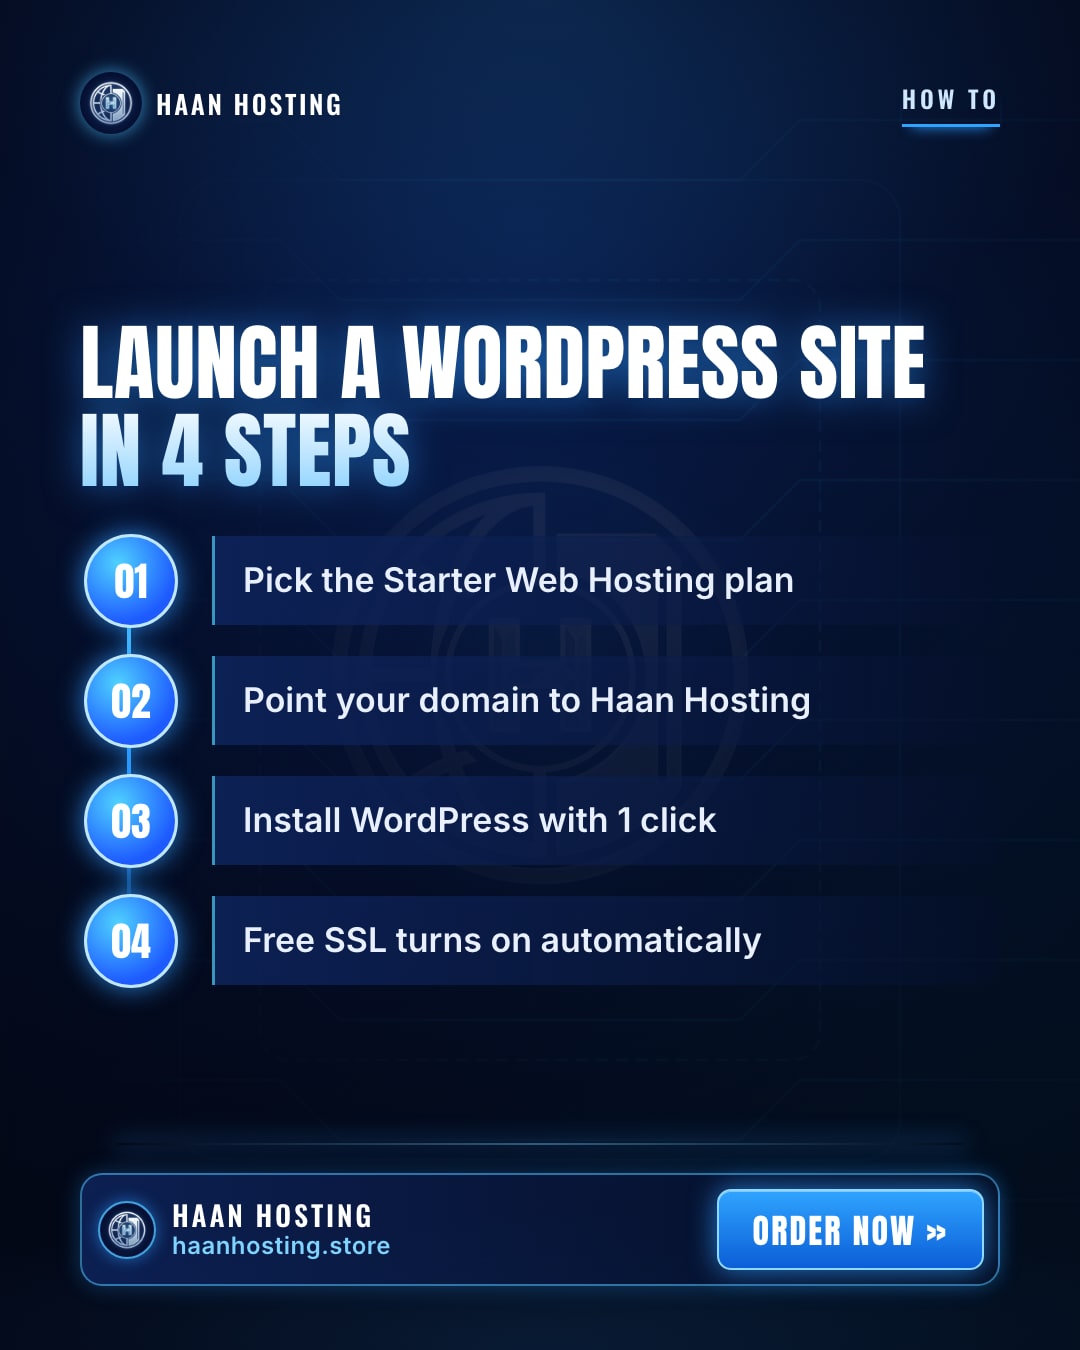 HAAN HOSTING
HOW TO
LAUNCH A WORDPRESS SITE
IN 4 STEPS
01 Pick the Starter Web Hosting plan
02 Point your domain to Haan Hosting
03 Install WordPress with 1 click
04 Free SSL turns on automatically
HAAN HOSTING
haanhosting.store
ORDER NOW »